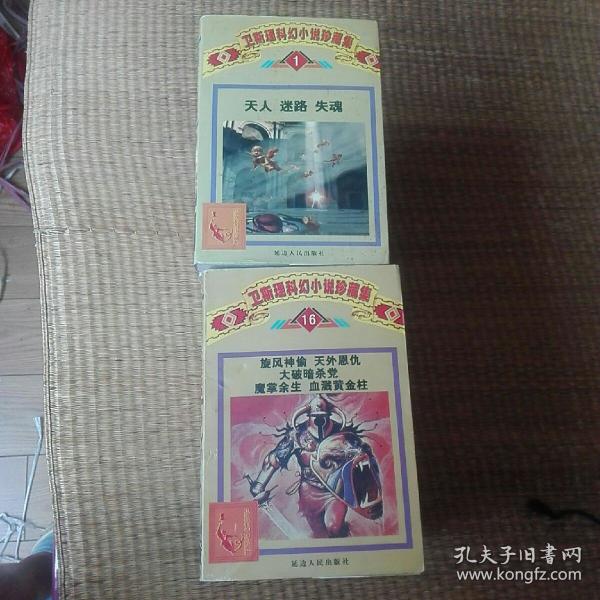 卫斯理科幻小说珍藏集
1
天人 迷路 失魂
延边人民出版社
卫斯理科幻小说珍藏集
16
旋风神偷 天外恩仇
大破暗杀党
魔掌余生 血溅黄金柱
延边人民出版社
孔夫子旧书网
www.kongfz.com